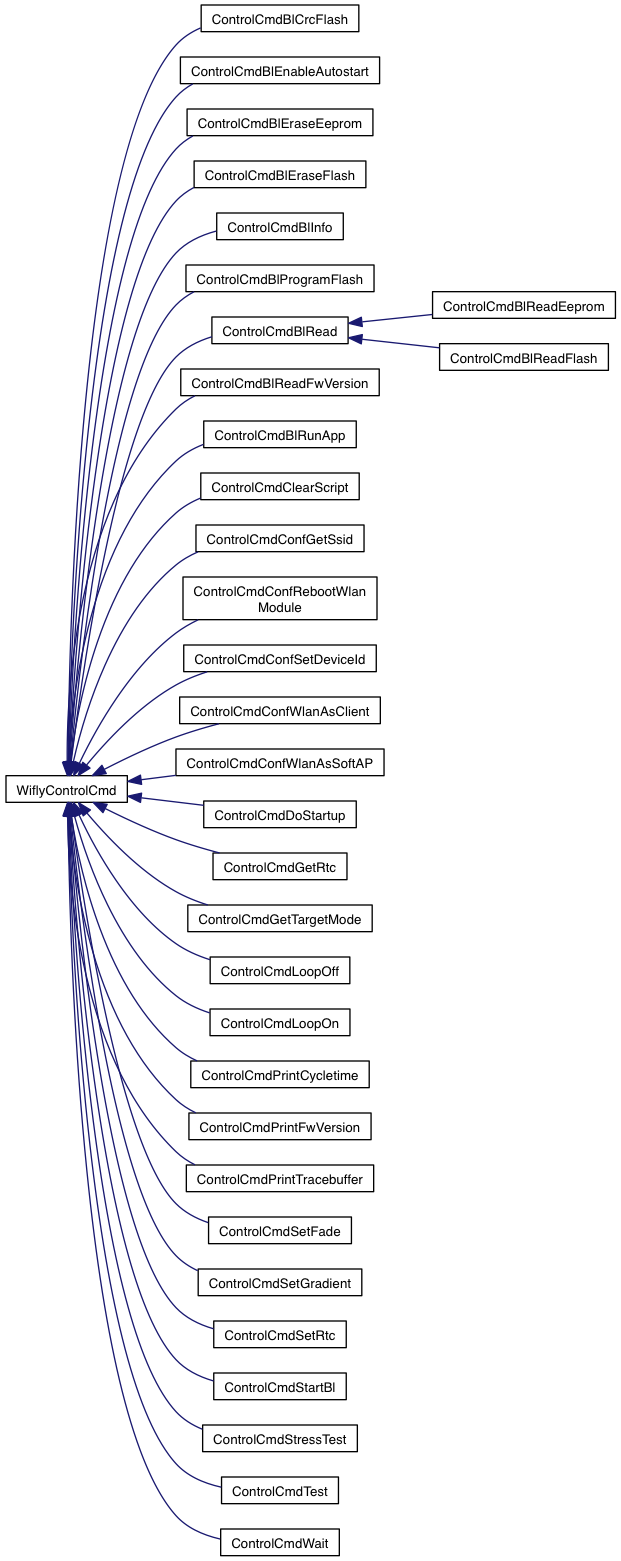 ControlCmdBlCrcFlash
ControlCmdBlEnableAutostart
ControlCmdBlEraseEeprom
ControlCmdBlEraseFlash
ControlCmdBlInfo
ControlCmdBlProgramFlash
ControlCmdBlReadEeprom
ControlCmdBlRead
ControlCmdBlReadFlash
ControlCmdBlReadFwVersion
ControlCmdBlRunApp
ControlCmdClearScript
ControlCmdConfGetSsid
ControlCmdConfRebootWlan
Module
ControlCmdConfSetDeviceId
ControlCmdConfWlanAsClient
ControlCmdConfWlanAsSoftAP
WiflyControlCmd
ControlCmdDoStartup
ControlCmdGetRtc
ControlCmdGetTargetMode
ControlCmdLoopOff
ControlCmdLoopOn
ControlCmdPrintCycletime
ControlCmdPrintFwVersion
ControlCmdPrintTracebuffer
ControlCmdSetFade
ControlCmdSetGradient
ControlCmdSetRtc
ControlCmdStartBl
ControlCmdStressTest
ControlCmdTest
ControlCmdWait